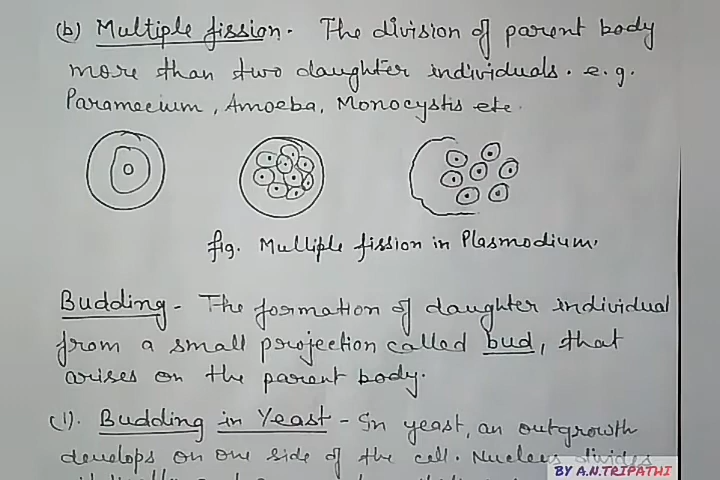 (b) Multiple fission. The division of parent body
more than two daughter individuals. e.g.
Paramecium, Amoeba, Monocystis etc.
fig. Multiple fission in Plasmodium.
Budding - The formation of daughter individual
from a small projection called bud, that
arises on the parent body.
(1). Budding in Yeast - In yeast, an outgrowth
develops on one side of the cell. Nucleus divides
BY A.N.TRIPATHI